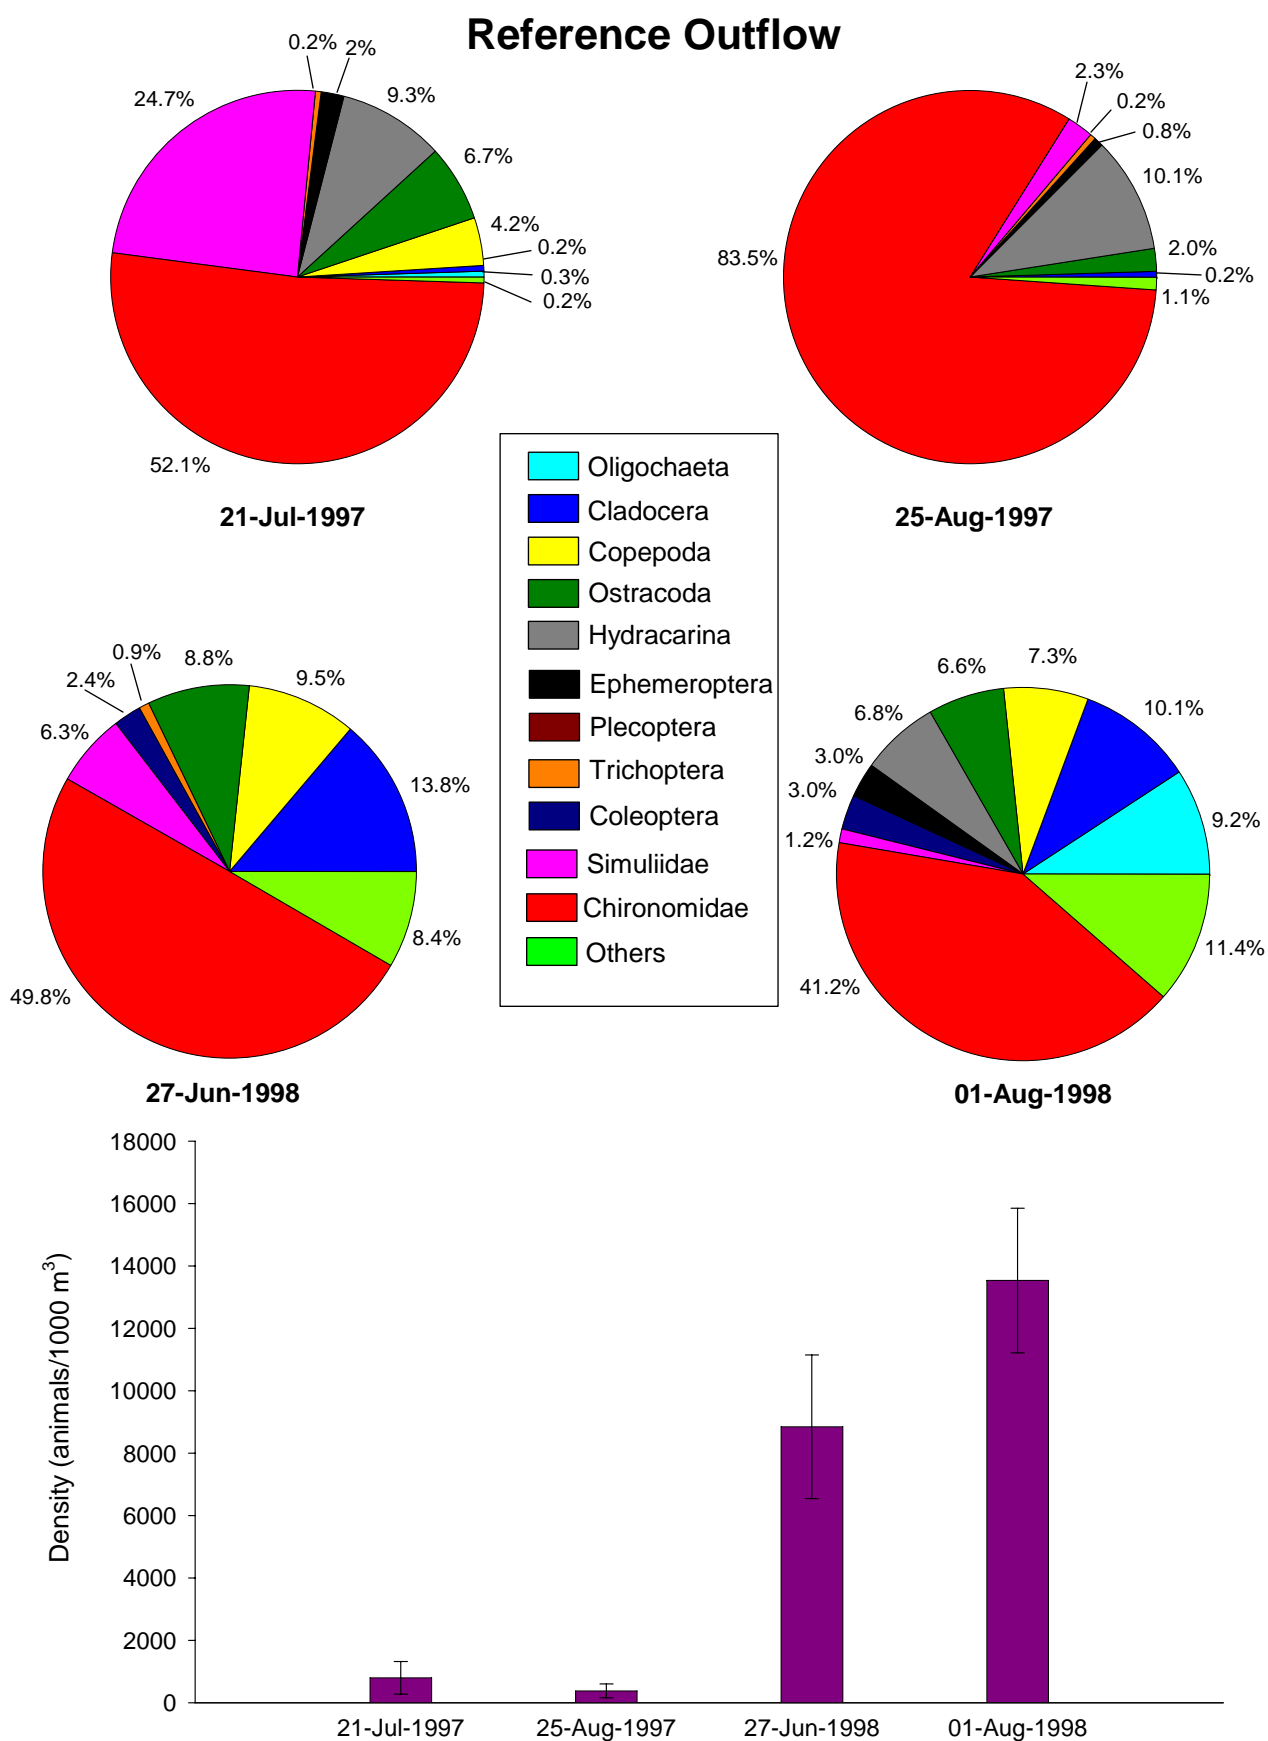 Reference Outflow
0.2%
2%
24.7%
9.3%
6.7%
4.2%
0.2%
0.3%
0.2%
52.1%
21-Jul-1997
2.3%
0.2%
0.8%
10.1%
83.5%
2.0%
0.2%
1.1%
25-Aug-1997
Oligochaeta
Cladocera
Copepoda
Ostracoda
Hydracarina
Ephemeroptera
Plecoptera
Trichoptera
Coleoptera
Simuliidae
Chironomidae
Others
0.9%
8.8%
2.4%
9.5%
6.3%
13.8%
8.4%
49.8%
27-Jun-1998
7.3%
6.6%
6.8%
10.1%
3.0%
3.0%
9.2%
1.2%
11.4%
41.2%
01-Aug-1998
Density (animals/1000 m³)
18000
16000
14000
12000
10000
8000
6000
4000
2000
0
21-Jul-1997
25-Aug-1997
27-Jun-1998
01-Aug-1998